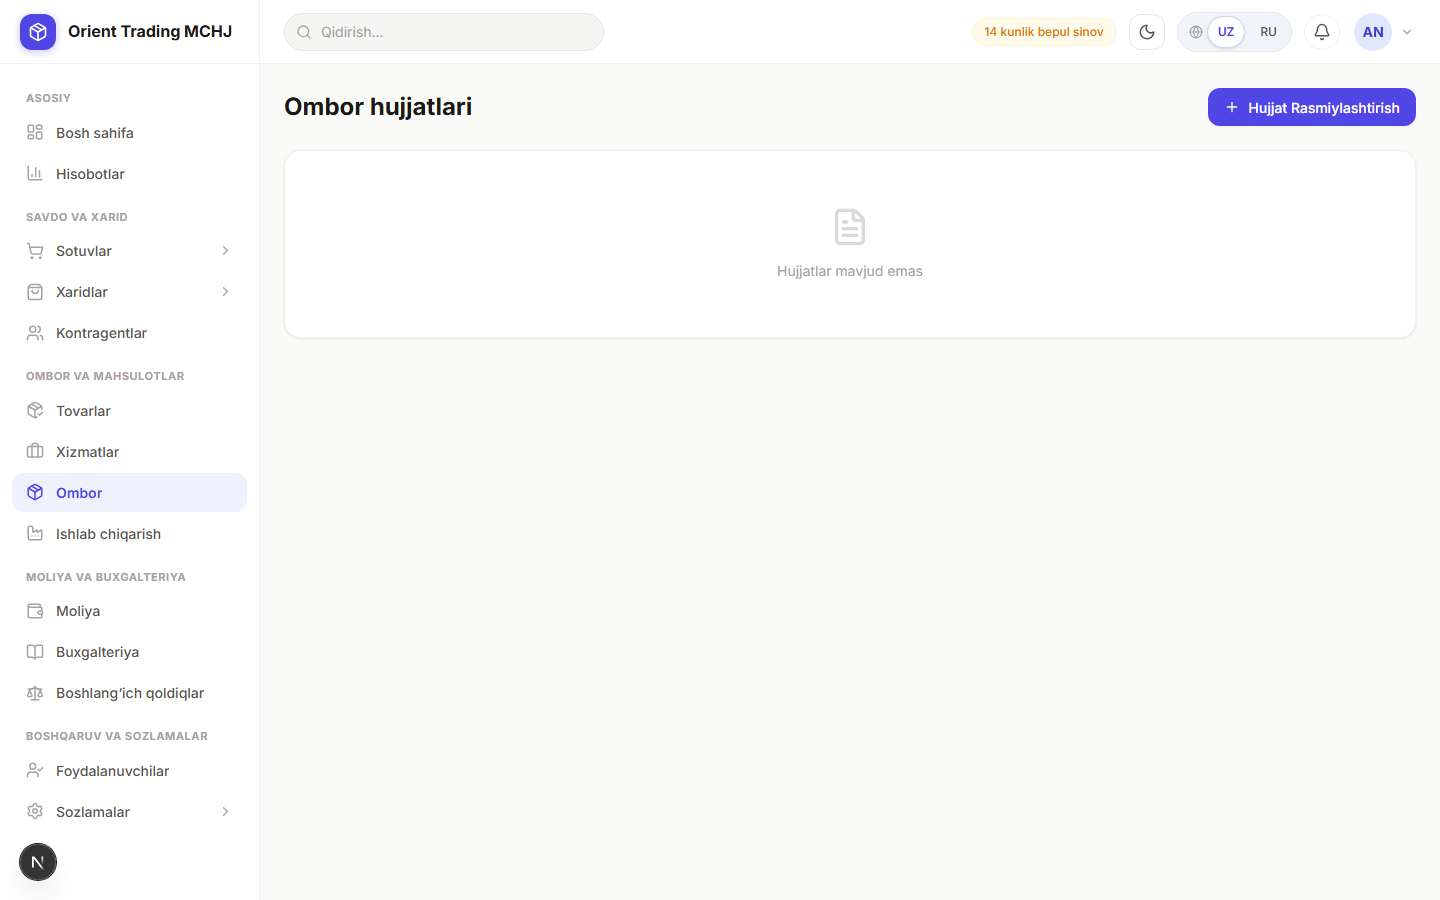 Orient Trading MCHJ
Qidirish...
14 kunlik bepul sinov
UZ
RU
AN
ASOSIY
Bosh sahifa
Hisobotlar
SAVDO VA XARID
Sotuvlar
Xaridlar
Kontragentlar
OMBOR VA MAHSULOTLAR
Tovarlar
Xizmatlar
Ombor
Ishlab chiqarish
MOLIYA VA BUXGALTERIYA
Moliya
Buxgalteriya
Boshlang‘ich qoldiqlar
BOSHQARUV VA SOZLAMALAR
Foydalanuvchilar
Sozlamalar
N
Ombor hujjatlari
+ Hujjat Rasmiylashtirish
Hujjatlar mavjud emas